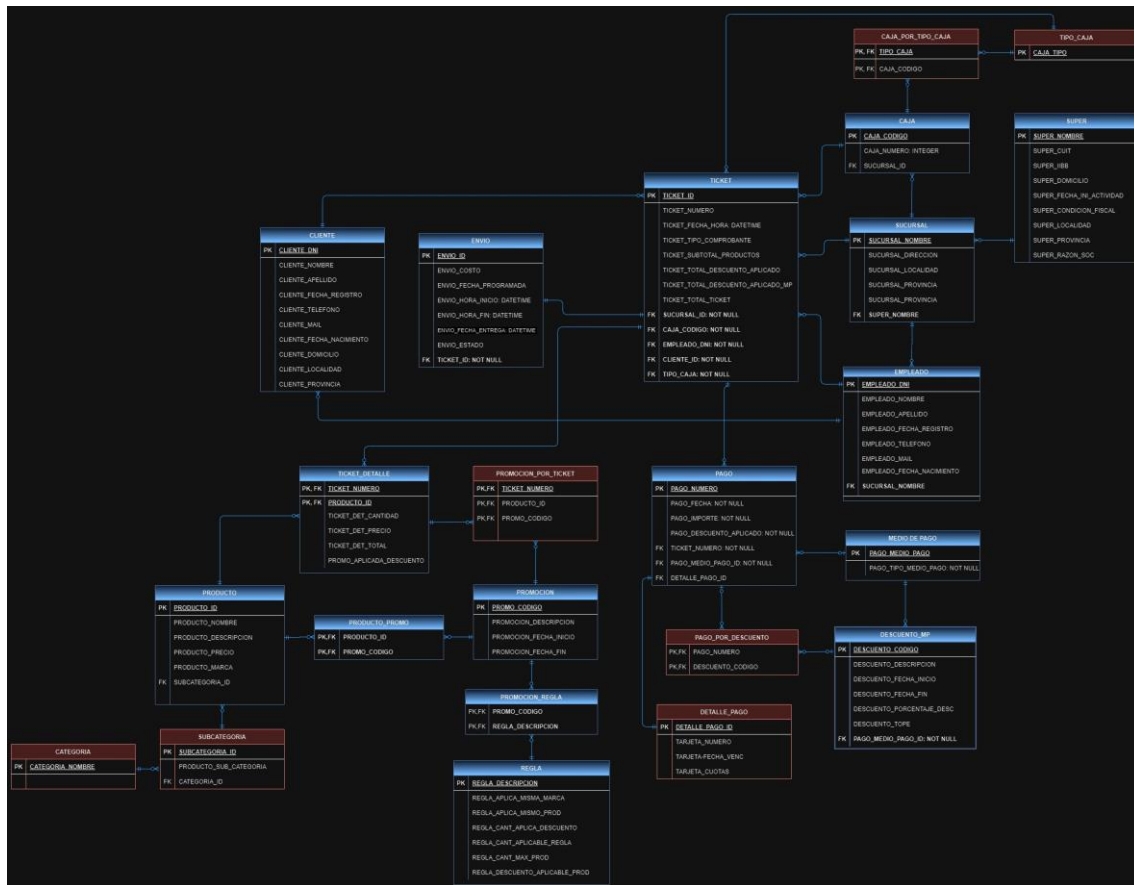 CAJA_POR_TIPO_CAJA
PK, FK TIPO_CAJA
PK, FK CAJA_CODIGO
TIPO_CAJA
PK CAJA_TIPO
CAJA
PK CAJA_CODIGO
CAJA_NUMERO: INTEGER
FK SUCURSAL_ID
SUPER
PK SUPER_NOMBRE
SUPER_CUIT
SUPER_IIBB
SUPER_DOMICILIO
SUPER_FECHA_INI_ACTIVIDAD
SUPER_CONDICION_FISCAL
SUPER_LOCALIDAD
SUPER_PROVINCIA
SUPER_RAZON_SOC
TICKET
PK TICKET_ID
TICKET_NUMERO
TICKET_FECHA_HORA: DATETIME
TICKET_TIPO_COMPROBANTE
TICKET_SUBTOTAL_PRODUCTOS
TICKET_TOTAL_DESCUENTO_APLICADO
TICKET_TOTAL_DESCUENTO_APLICADO_MP
TICKET_TOTAL_TICKET
FK SUCURSAL_ID: NOT NULL
FK CAJA_CODIGO: NOT NULL
FK EMPLEADO_DNI: NOT NULL
FK CLIENTE_ID: NOT NULL
FK TIPO_CAJA: NOT NULL
SUCURSAL
PK SUCURSAL_NOMBRE
SUCURSAL_DIRECCION
SUCURSAL_LOCALIDAD
SUCURSAL_PROVINCIA
SUCURSAL_PROVINCIA
FK SUPER_NOMBRE
CLIENTE
PK CLIENTE_DNI
CLIENTE_NOMBRE
CLIENTE_APELLIDO
CLIENTE_FECHA_REGISTRO
CLIENTE_TELEFONO
CLIENTE_MAIL
CLIENTE_FECHA_NACIMIENTO
CLIENTE_DOMICILIO
CLIENTE_LOCALIDAD
CLIENTE_PROVINCIA
ENVIO
PK ENVIO_ID
ENVIO_COSTO
ENVIO_FECHA_PROGRAMADA
ENVIO_HORA_INICIO: DATETIME
ENVIO_HORA_FIN: DATETIME
ENVIO_FECHA_ENTREGA: DATETIME
ENVIO_ESTADO
FK TICKET_ID: NOT NULL
EMPLEADO
PK EMPLEADO_DNI
EMPLEADO_NOMBRE
EMPLEADO_APELLIDO
EMPLEADO_FECHA_REGISTRO
EMPLEADO_TELEFONO
EMPLEADO_MAIL
EMPLEADO_FECHA_NACIMIENTO
FK SUCURSAL_NOMBRE
TICKET_DETALLE
PK, FK TICKET_NUMERO
PK, FK PRODUCTO_ID
TICKET_DET_CANTIDAD
TICKET_DET_PRECIO
TICKET_DET_TOTAL
PROMO_APLICADA_DESCUENTO
PROMOCION_POR_TICKET
PK,FK TICKET_NUMERO
PK,FK PRODUCTO_ID
PK,FK PROMO_CODIGO
PAGO
PK PAGO_NUMERO
PAGO_FECHA: NOT NULL
PAGO_IMPORTE: NOT NULL
PAGO_DESCUENTO_APLICADO: NOT NULL
FK TICKET_NUMERO: NOT NULL
FK PAGO_MEDIO_PAGO_ID: NOT NULL
FK DETALLE_PAGO_ID
MEDIO DE PAGO
PK PAGO_MEDIO_PAGO
PAGO_TIPO_MEDIO_PAGO: NOT NULL
PRODUCTO
PK PRODUCTO_ID
PRODUCTO_NOMBRE
PRODUCTO_DESCRIPCION
PRODUCTO_PRECIO
PRODUCTO_MARCA
FK SUBCATEGORIA_ID
PRODUCTO_PROMO
PK,FK PRODUCTO_ID
PK,FK PROMO_CODIGO
PROMOCION
PK PROMO_CODIGO
PROMOCION_DESCRIPCION
PROMOCION_FECHA_INICIO
PROMOCION_FECHA_FIN
PAGO_POR_DESCUENTO
PK,FK PAGO_NUMERO
PK,FK DESCUENTO_CODIGO
DESCUENTO_MP
PK DESCUENTO_CODIGO
DESCUENTO_DESCRIPCION
DESCUENTO_FECHA_INICIO
DESCUENTO_FECHA_FIN
DESCUENTO_PORCENTAJE_DESC
DESCUENTO_TOPE
FK PAGO_MEDIO_PAGO_ID: NOT NULL
PROMOCION_REGLA
PK,FK PROMO_CODIGO
PK,FK REGLA_DESCRIPCION
DETALLE_PAGO
PK DETALLE_PAGO_ID
TARJETA_NUMERO
TARJETA-FECHA_VENC
TARJETA_CUOTAS
CATEGORIA
PK CATEGORIA_NOMBRE
SUBCATEGORIA
PK SUBCATEGORIA_ID
PRODUCTO_SUB_CATEGORIA
FK CATEGORIA_ID
REGLA
PK REGLA_DESCRIPCION
REGLA_APLICA_MISMA_MARCA
REGLA_APLICA_MISMO_PROD
REGLA_CANT_APLICA_DESCUENTO
REGLA_CANT_APLICABLE_REGLA
REGLA_CANT_MAX_PROD
REGLA_DESCUENTO_APLICABLE_PROD